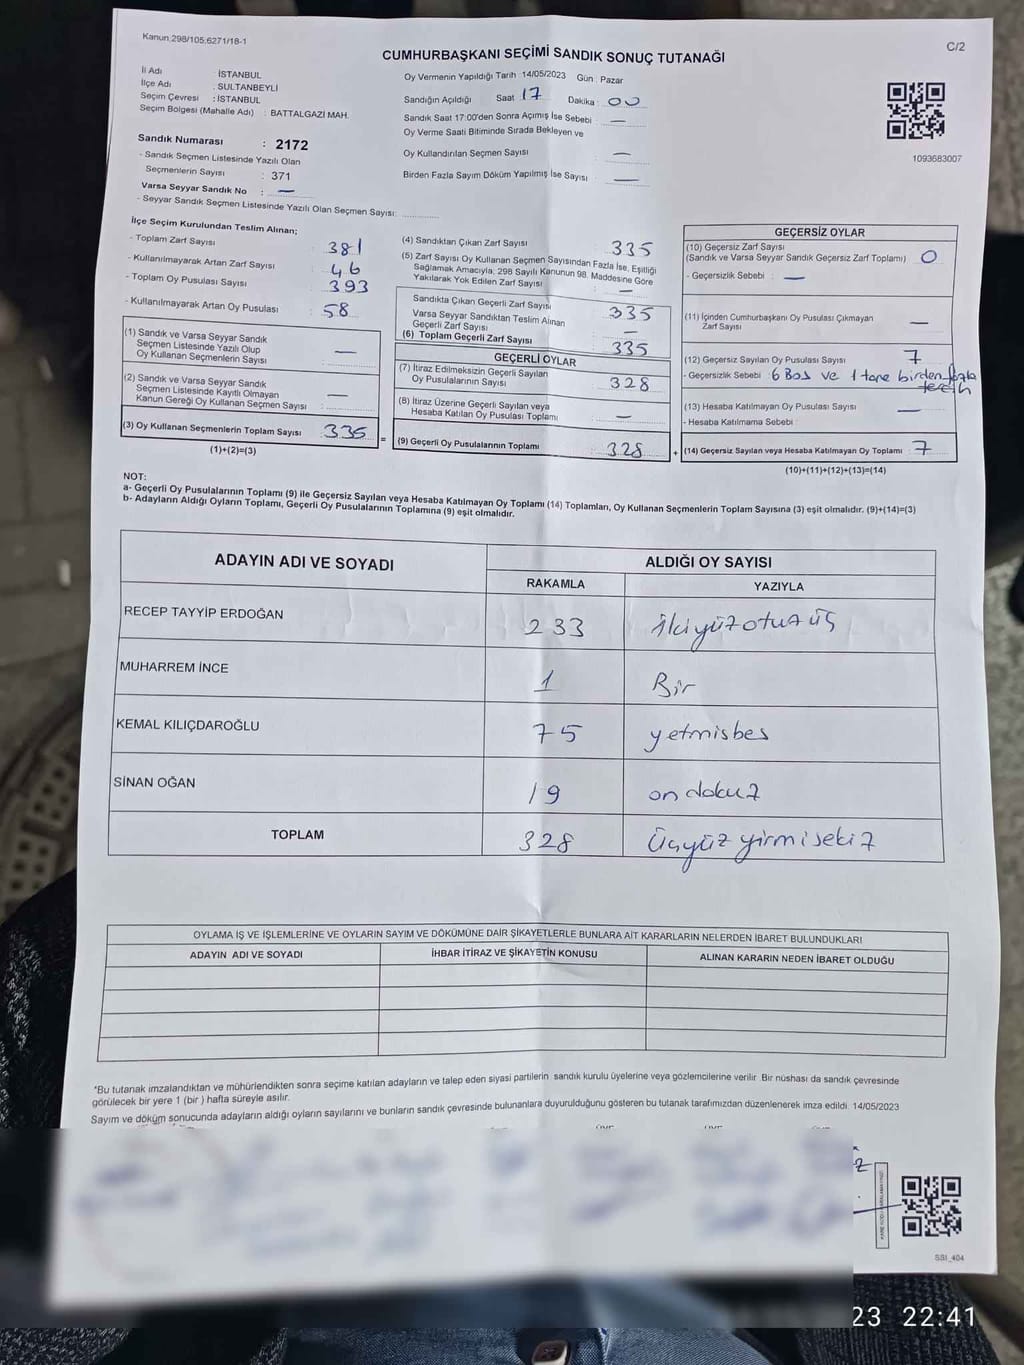 Kanun.298/105,6271/18-1
C/2
CUMHURBAŞKANI SEÇİMİ SANDIK SONUÇ TUTANAĞI
İl Adı : İSTANBUL
İlçe Adı : SULTANBEYLİ
Seçim Çevresi : İSTANBUL
Seçim Bölgesi (Mahalle Adı) : BATTALGAZİ MAH.
Sandık Numarası : 2172
- Sandık Seçmen Listesinde Yazılı Olan
Seçmenlerin Sayısı : 371
Varsa Seyyar Sandık No : —
- Seyyar Sandık Seçmen Listesinde Yazılı Olan Seçmen Sayısı:
Oy Vermenin Yapıldığı Tarih 14/05/2023 Gün : Pazar
Sandığın Açıldığı Saat 17 Dakika : 00
Sandık Saat 17:00'den Sonra Açımış İse Sebebi : —
Oy Verme Saati Bitiminde Sırada Bekleyen ve
Oy Kullandırılan Seçmen Sayısı : —
Birden Fazla Sayım Döküm Yapılmış İse Sayısı : —
1093683007
İlçe Seçim Kurulundan Teslim Alınan;
- Toplam Zarf Sayısı : 381
- Kullanılmayarak Artan Zarf Sayısı : 46
- Toplam Oy Pusulası Sayısı : 393
- Kullanılmayarak Artan Oy Pusulası : 58
(1) Sandık ve Varsa Seyyar Sandık
Seçmen Listesinde Yazılı Olup
Oy Kullanan Seçmenlerin Sayısı : —
(2) Sandık ve Varsa Seyyar Sandık
Seçmen Listesinde Kayıtlı Olmayan
Kanun Gereği Oy Kullanan Seçmen Sayısı : —
(3) Oy Kullanan Seçmenlerin Toplam Sayısı : 335
(1)+(2)=(3)
=
(4) Sandıktan Çıkan Zarf Sayısı : 335
(5) Zarf Sayısı Oy Kullanan Seçmen Sayısından Fazla İse, Eşitliği
Sağlamak Amacıyla, 298 Sayılı Kanunun 98. Maddesine Göre
Yakılarak Yok Edilen Zarf Sayısı : —
Sandıkta Çıkan Geçerli Zarf Sayısı : 335
Varsa Seyyar Sandıktan Teslim Alınan
Geçerli Zarf Sayısı : —
(6) Toplam Geçerli Zarf Sayısı : 335
GEÇERLİ OYLAR
(7) İtiraz Edilmeksizin Geçerli Sayılan
Oy Pusulalarının Sayısı : 328
(8) İtiraz Üzerine Geçerli Sayılan veya
Hesaba Katılan Oy Pusulası Toplamı : —
(9) Geçerli Oy Pusulalarının Toplamı : 328
+
GEÇERSİZ OYLAR
(10) Geçersiz Zarf Sayısı
(Sandık ve Varsa Seyyar Sandık Geçersiz Zarf Toplamı) : 0
- Geçersizlik Sebebi : —
(11) İçinden Cumhurbaşkanı Oy Pusulası Çıkmayan
Zarf Sayısı : —
(12) Geçersiz Sayılan Oy Pusulası Sayısı : 7
- Geçersizlik Sebebi : 6 Bos ve 1 tane birden fazla
tercih
(13) Hesaba Katılmayan Oy Pusulası Sayısı : —
- Hesaba Katılmama Sebebi :
(14) Geçersiz Sayılan veya Hesaba Katılmayan Oy Toplamı : 7
(10)+(11)+(12)+(13)=(14)
NOT:
a- Geçerli Oy Pusulalarının Toplamı (9) ile Geçersiz Sayılan veya Hesaba Katılmayan Oy Toplamı (14) Toplamları, Oy Kullanan Seçmenlerin Toplam Sayısına (3) eşit olmalıdır. (9)+(14)=(3)
b- Adayların Aldığı Oyların Toplamı, Geçerli Oy Pusulalarının Toplamına (9) eşit olmalıdır.
ADAYIN ADI VE SOYADI
ALDIĞI OY SAYISI
RAKAMLA
YAZIYLA
RECEP TAYYİP ERDOĞAN 233 ikiyüzotuzüç
MUHARREM İNCE 1 Bir
KEMAL KILIÇDAROĞLU 75 yetmisbes
SİNAN OĞAN 19 ondokuz
TOPLAM 328 Üçyüz yirmisekiz
OYLAMA İŞ VE İŞLEMLERİNE VE OYLARIN SAYIM VE DÖKÜMÜNE DAİR ŞİKAYETLERLE BUNLARA AİT KARARLARIN NELERDEN İBARET BULUNDUKLARI
ADAYIN ADI VE SOYADI
İHBAR İTİRAZ VE ŞİKAYETİN KONUSU
ALINAN KARARIN NEDEN İBARET OLDUĞU
*Bu tutanak imzalandıktan ve mühürlendikten sonra seçime katılan adayların ve talep eden siyasi partilerin sandık kurulu üyelerine veya gözlemcilerine verilir. Bir nüshası da sandık çevresinde
görülecek bir yere 1 (bir ) hafta süreyle asılır.
Sayım ve döküm sonucunda adayların aldığı oyların sayılarını ve bunların sandık çevresinde bulunanlara duyurulduğunu gösteren bu tutanak tarafımızdan düzenlenerek imza edildi. 14/05/2023
SSI_404
23 22:41